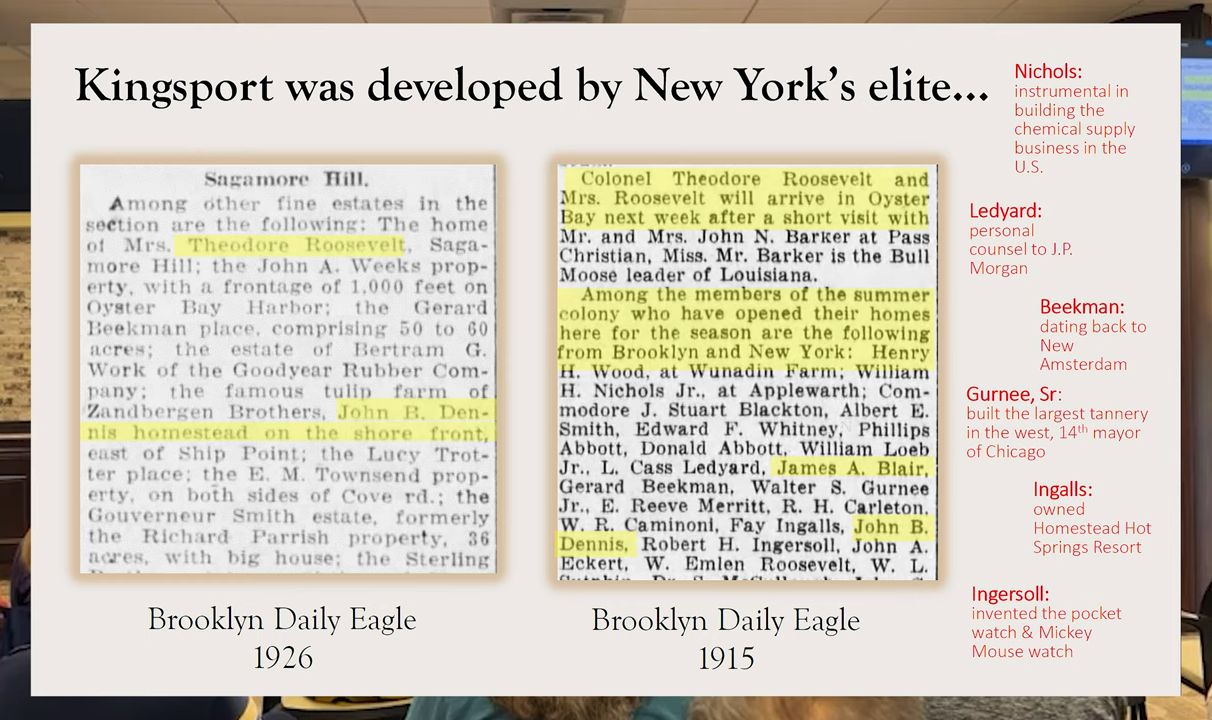 Kingsport was developed by New York's elite...
Sagamore Hill.
Among other fine estates in the
section are the following: The home
of Mrs. Theodore Roosevelt, Saga-
more Hill; the John A. Weeks prop-
erty, with a frontage of 1,000 feet on
Oyster Bay Harbor; the Gerard
Beekman place, comprising 50 to 60
acres; the estate of Bertram G.
Work of the Goodyear Rubber Com-
pany; the famous tulip farm of
Zandbergen Brothers, John B. Den-
nis homestead on the shore front,
east of Ship Point; the Lucy Trot-
ter place; the E. M. Townsend prop-
erty, on both sides of Cove rd.; the
Gouverneur Smith estate, formerly
the Richard Parrish property, 36
acres, with big house; the Sterling
Brooklyn Daily Eagle
1926
Colonel Theodore Roosevelt and
Mrs. Roosevelt will arrive in Oyster
Bay next week after a short visit with
Mr. and Mrs. John N. Barker at Pass
Christian, Miss. Mr. Barker is the Bull
Moose leader of Louisiana.
Among the members of the summer
colony who have opened their homes
here for the season are the following
from Brooklyn and New York: Henry
H. Wood, at Wunadin Farm; William
H. Nichols Jr., at Applewarth; Com-
modore J. Stuart Blackton, Albert E.
Smith, Edward F. Whitney, Phillips
Abbott, Donald Abbott, William Loeb
Jr., L. Cass Ledyard, James A. Blair,
Gerard Beekman, Walter S. Gurnee
Jr., E. Reeve Merritt, R. H. Carleton,
W. R. Caminoni, Fay Ingalls, John B.
Dennis, Robert H. Ingersoll, John A.
Eckert, W. Emlen Roosevelt, W. L.
Brooklyn Daily Eagle
1915
Nichols:
instrumental in
building the
chemical supply
business in the
U.S.
Ledyard:
personal
counsel to J.P.
Morgan
Beekman:
dating back to
New
Amsterdam
Gurnee, Sr:
built the largest tannery
in the west, 14th mayor
of Chicago
Ingalls:
owned
Homestead Hot
Springs Resort
Ingersoll:
invented the pocket
watch & Mickey
Mouse watch